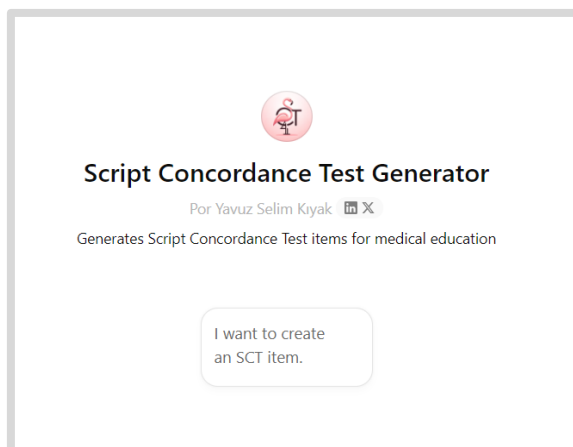 Script Concordance Test Generator
Por Yavuz Selim Kıyak in X
Generates Script Concordance Test items for medical education
I want to create
an SCT item.